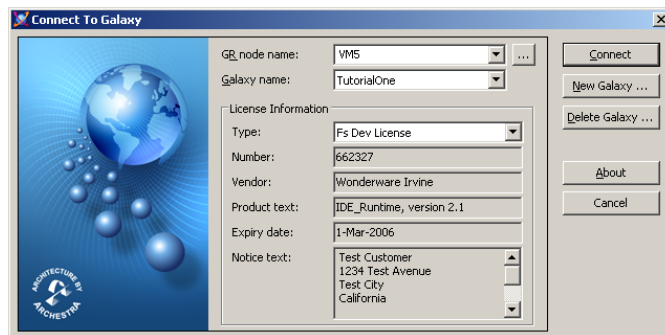 Connect To Galaxy
GR node name: VM5 ...
Galaxy name: TutorialOne
License Information
Type: Fs Dev License
Number: 662327
Vendor: Wonderware Irvine
Product text: IDE_Runtime, version 2.1
Expiry date: 1-Mar-2006
Notice text: Test Customer
1234 Test Avenue
Test City
California
Connect
New Galaxy ...
Delete Galaxy ...
About
Cancel
ARCHITECTURE BY
ARCHESTRA